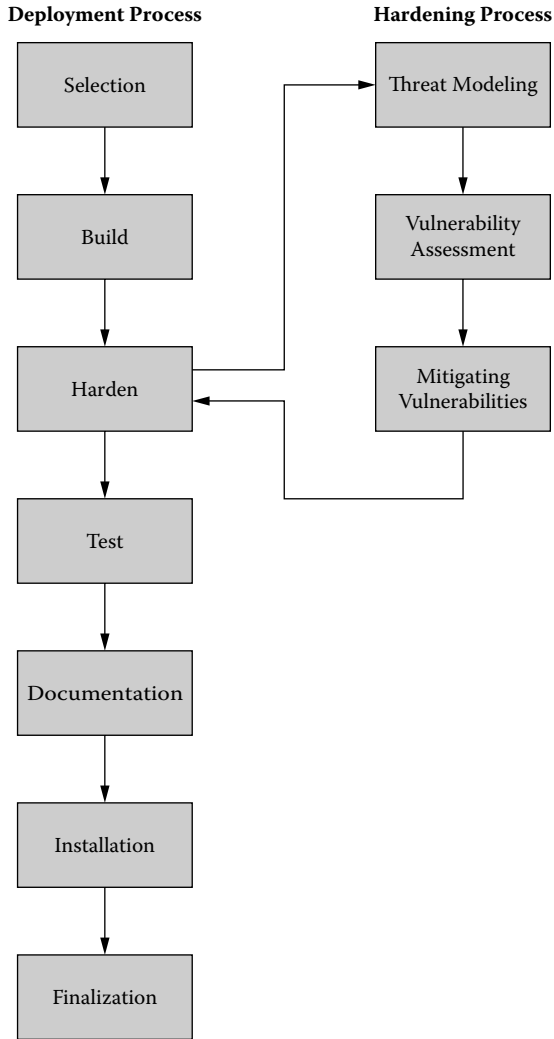 Deployment Process
Selection
Build
Harden
Test
Documentation
Installation
Finalization
Hardening Process
Threat Modeling
Vulnerability
Assessment
Mitigating
Vulnerabilities